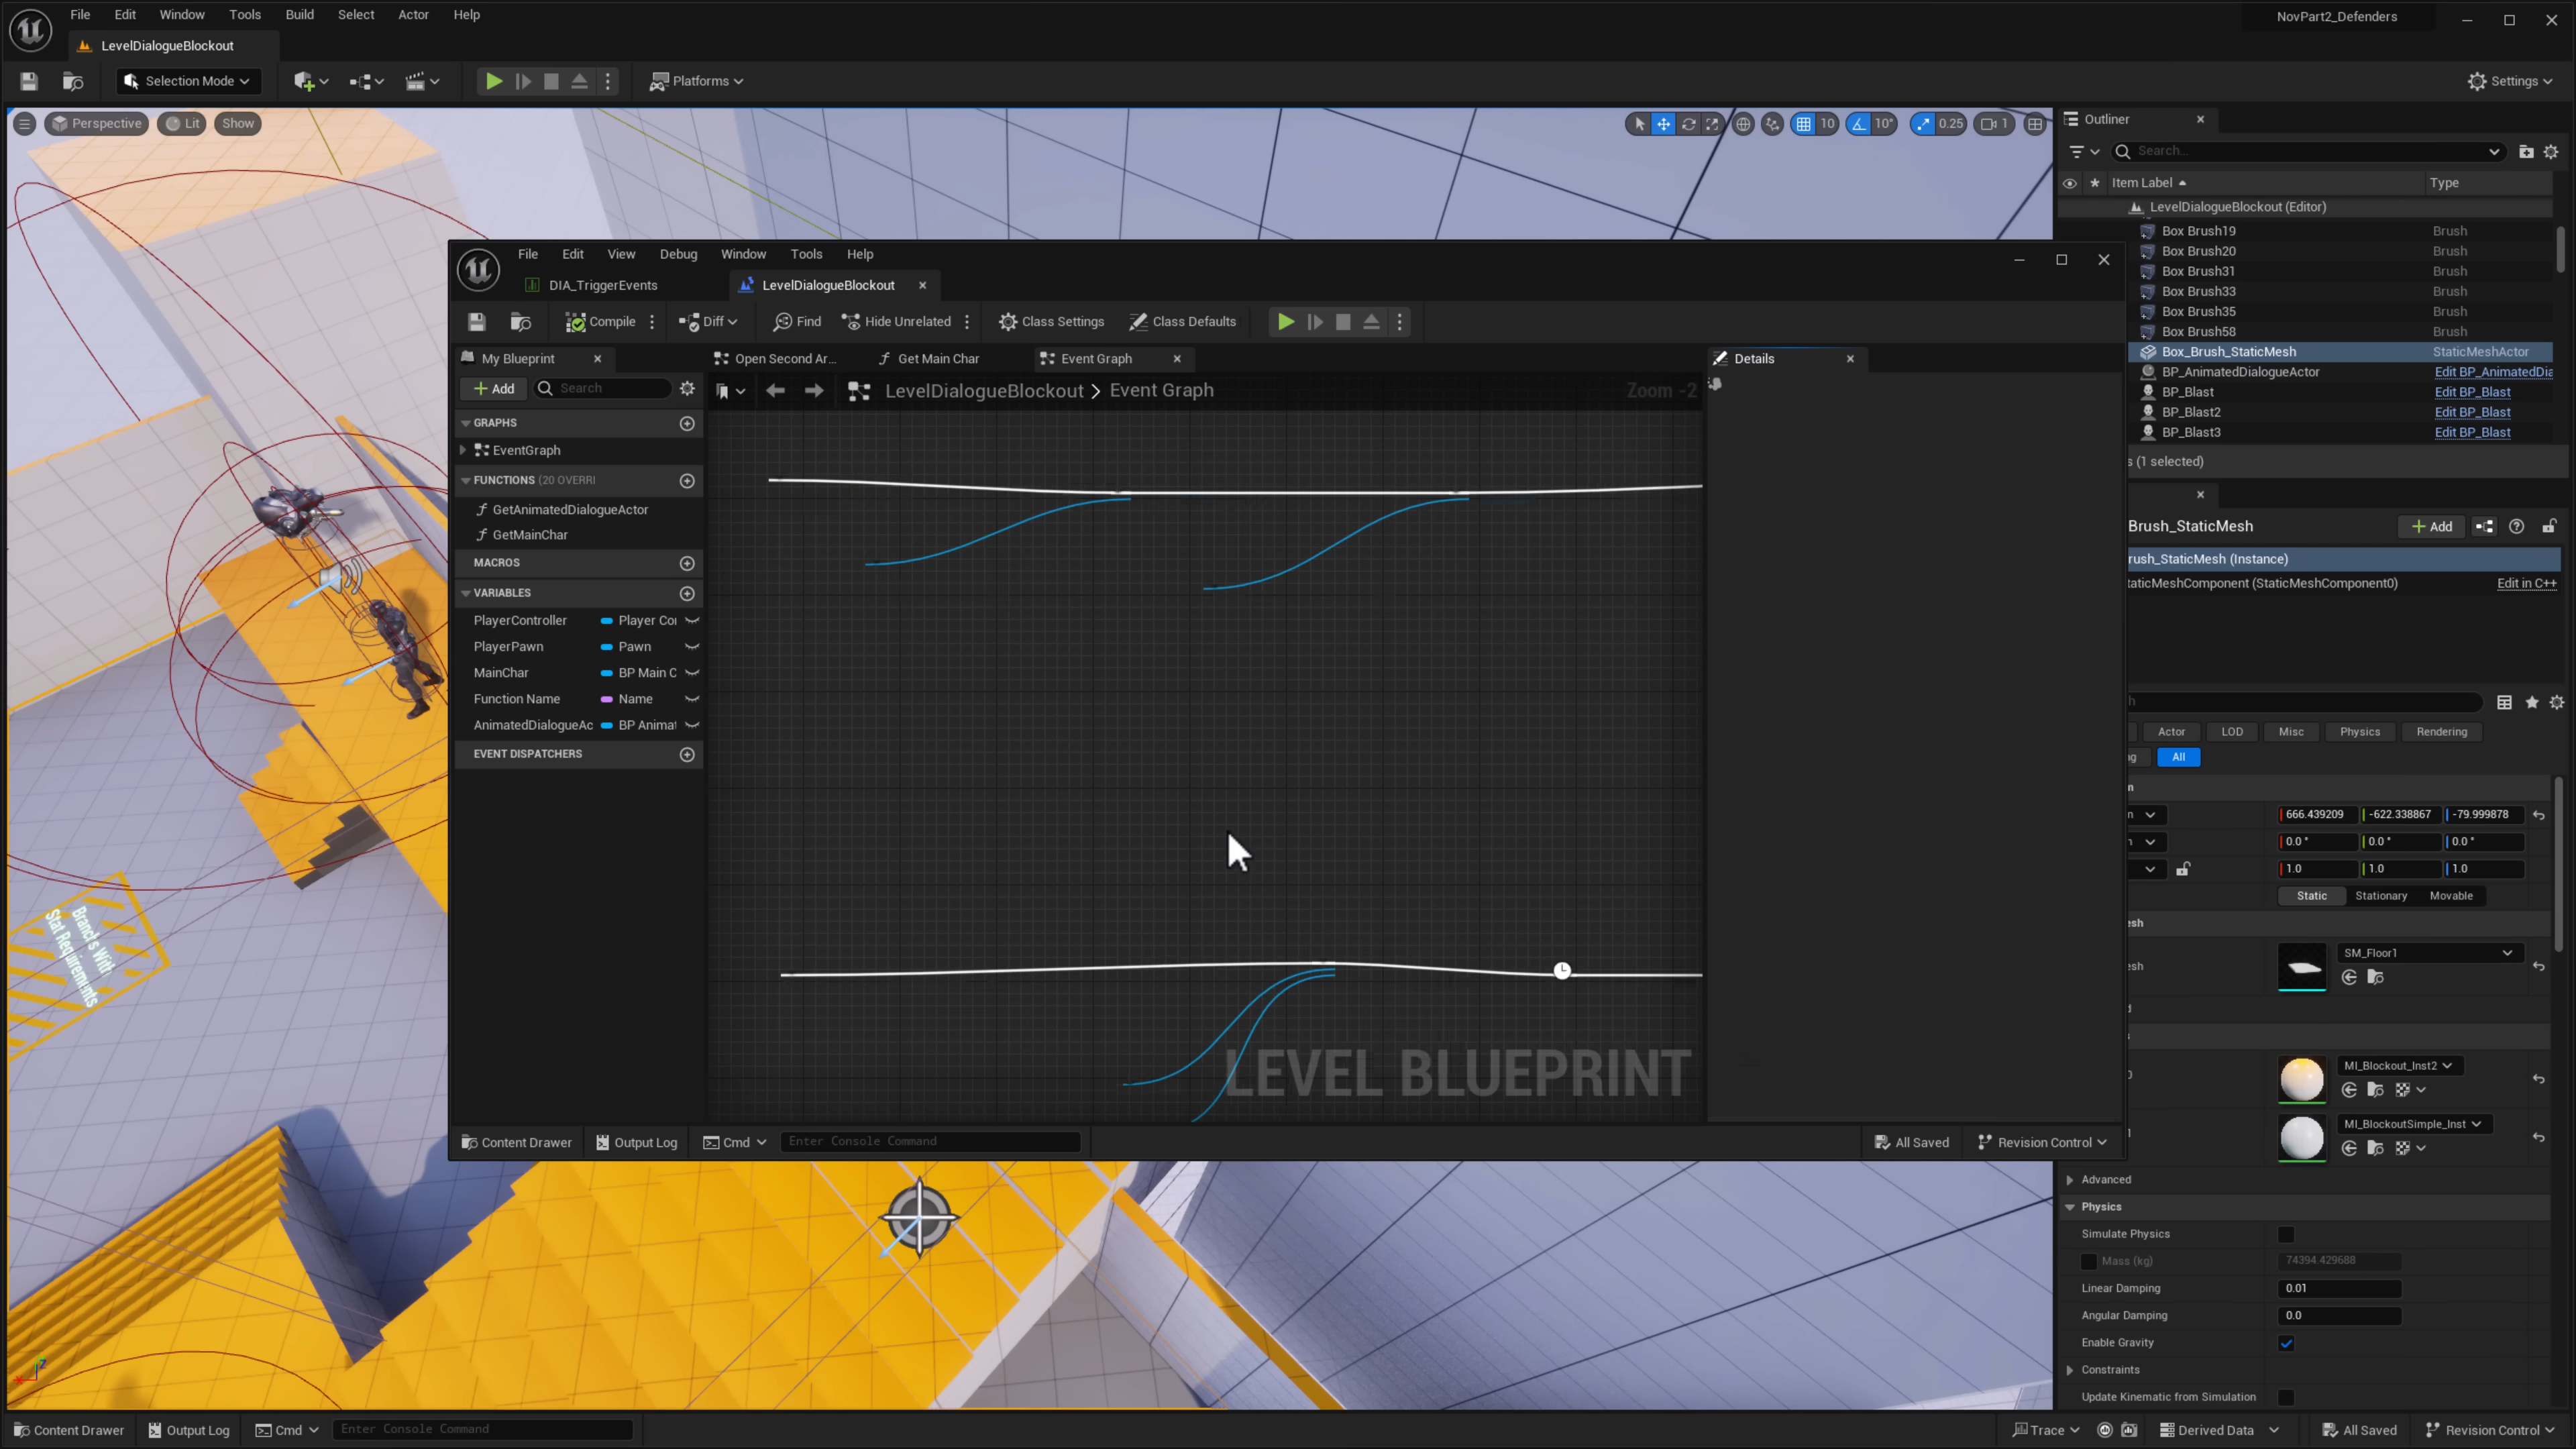 File Edit Window Tools Build Select Actor Help
NovPart2_Defenders
LevelDialogueBlockout
Selection Mode
Platforms
Settings
Perspective Lit Show
10 10° 0.25 1
Outliner
Search...
Item Label Type
LevelDialogueBlockout (Editor)
Box Brush19 Brush
Box Brush20 Brush
Box Brush31 Brush
Box Brush33 Brush
Box Brush35 Brush
Box Brush58 Brush
Box_Brush_StaticMesh StaticMeshActor
BP_AnimatedDialogueActor Edit BP_AnimatedDia
BP_Blast Edit BP_Blast
BP_Blast2 Edit BP_Blast
BP_Blast3 Edit BP_Blast
s (1 selected)
Brush_StaticMesh
Add
rush_StaticMesh (Instance)
taticMeshComponent (StaticMeshComponent0) Edit in C++
h
Actor LOD Misc Physics Rendering
ng All
m
n 666.439209 -622.338867 -79.999878
n 0.0 ° 0.0 ° 0.0 °
1.0 1.0 1.0
Static Stationary Movable
esh
esh SM_Floor1
MI_Blockout_Inst2
MI_BlockoutSimple_Inst
Advanced
Physics
Simulate Physics
Mass (kg) 74394.429688
Linear Damping 0.01
Angular Damping 0.0
Enable Gravity
Constraints
Update Kinematic from Simulation
File Edit View Debug Window Tools Help
DIA_TriggerEvents LevelDialogueBlockout
Compile Diff Find Hide Unrelated Class Settings Class Defaults
My Blueprint
Open Second Ar... Get Main Char Event Graph
Details
Add Search
LevelDialogueBlockout > Event Graph
Zoom -2
GRAPHS
EventGraph
FUNCTIONS (20 OVERRI
GetAnimatedDialogueActor
GetMainChar
MACROS
VARIABLES
PlayerController Player Coı
PlayerPawn Pawn
MainChar BP Main C
Function Name Name
AnimatedDialogueAc BP Animat
EVENT DISPATCHERS
LEVEL BLUEPRINT
Content Drawer Output Log Cmd Enter Console Command
All Saved Revision Control
Branchs With
Stat Requirements
Content Drawer Output Log Cmd Enter Console Command
Trace Derived Data All Saved Revision Control